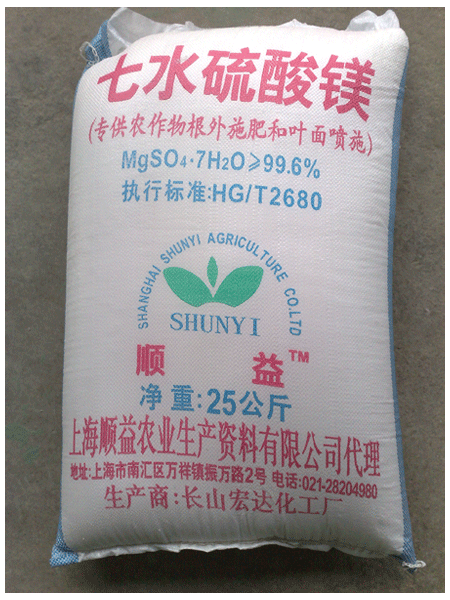 七水硫酸镁
(专供农作物根外施肥和叶面喷施)
MgSO4·7H2O≥99.6%
执行标准:HG/T2680
SHANGHAI SHUNYI AGRICULTURE CO.LTD
SHUNYI
顺 益™
净重:25公斤
上海顺益农业生产资料有限公司代理
地址:上海市南汇区万祥镇振万路2号 电话:021-28204980
生产商:长山宏达化工厂